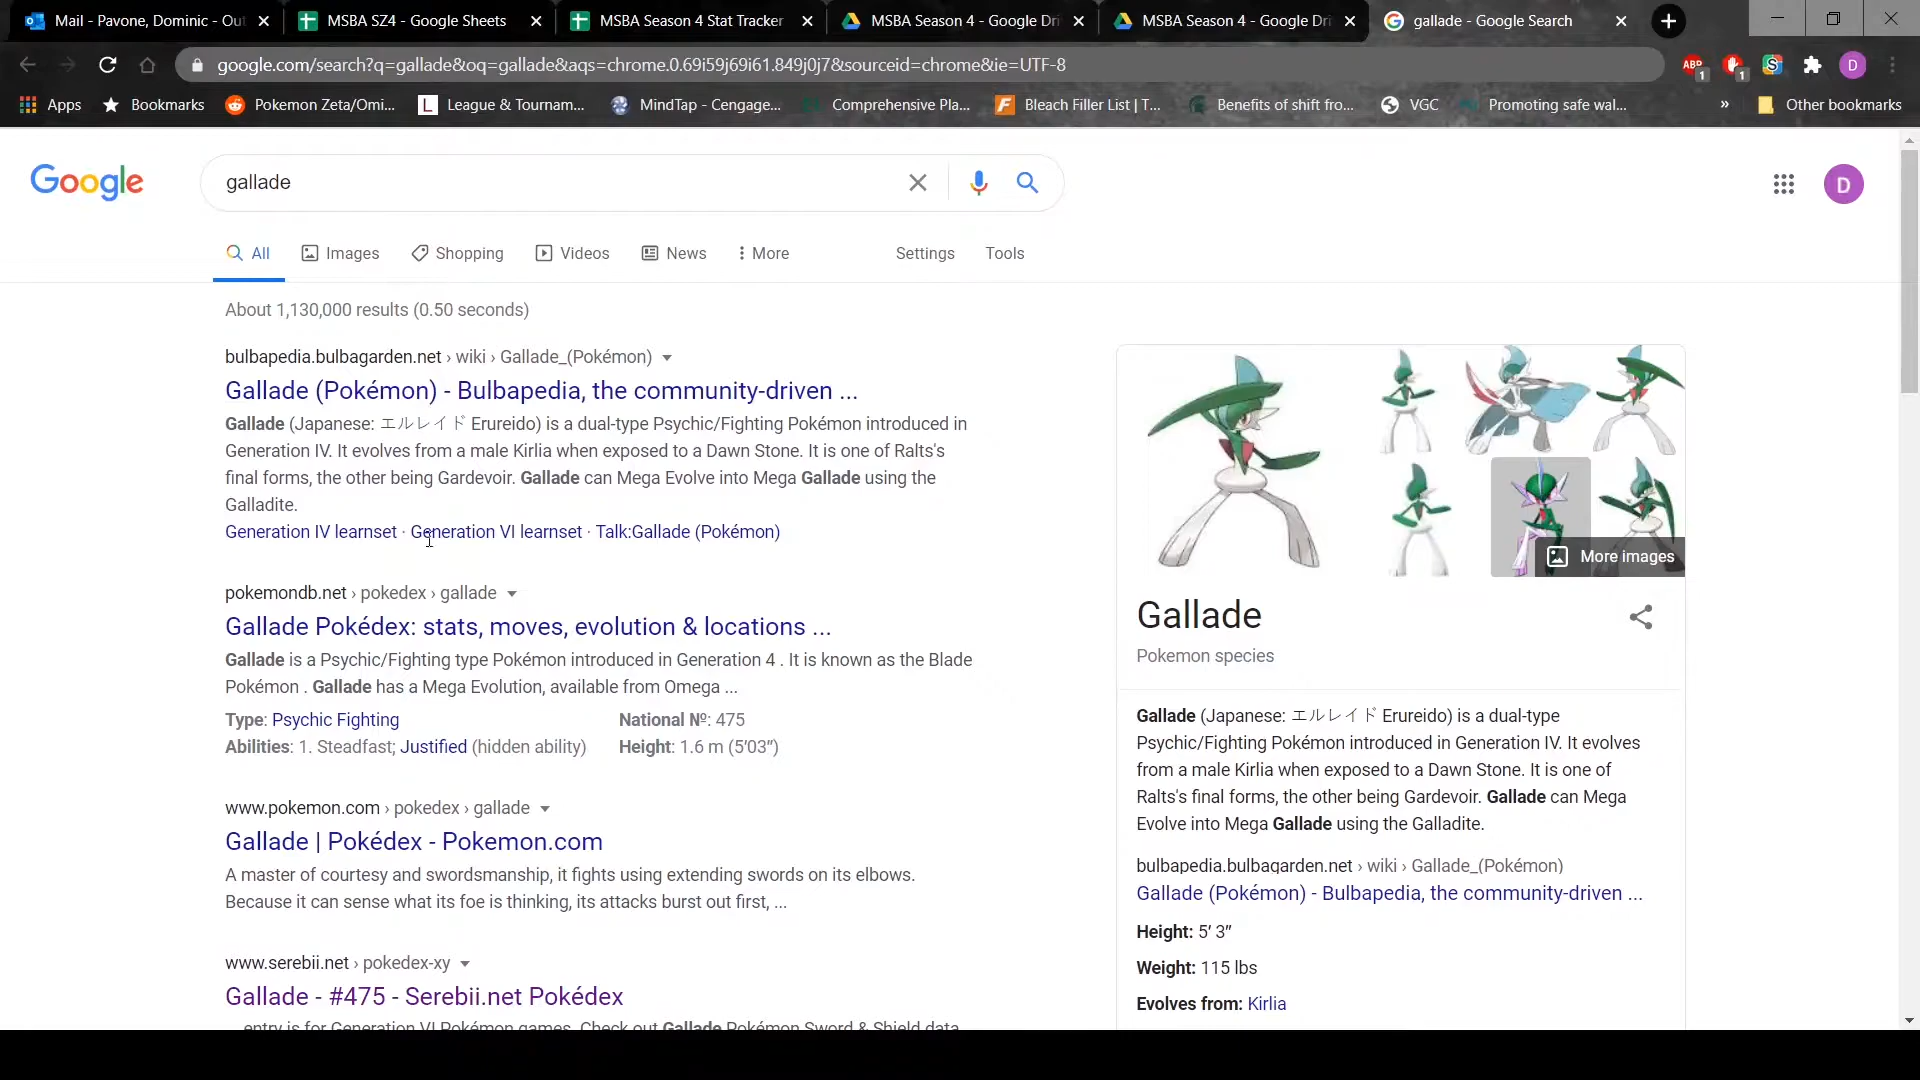 Mail - Pavone, Dominic - Ou
MSBA SZ4 - Google Sheets
MSBA Season 4 Stat Tracker
MSBA Season 4 - Google Dri
MSBA Season 4 - Google Dri
gallade - Google Search
google.com/search?q=gallade&oq=gallade&aqs=chrome.0.69i59j69i61.849j0j7&sourceid=chrome&ie=UTF-8
ABP 1 1 S D
Apps
Bookmarks
Pokemon Zeta/Omi...
L League & Tournam...
MindTap - Cengage...
Comprehensive Pla...
F Bleach Filler List | T...
Benefits of shift fro...
VGC
Promoting safe wal...
»
Other bookmarks
Google
gallade
D
All Images Shopping Videos News More Settings Tools
About 1,130,000 results (0.50 seconds)
bulbapedia.bulbagarden.net › wiki › Gallade_(Pokémon)
Gallade (Pokémon) - Bulbapedia, the community-driven ...
Gallade (Japanese: エルレイド Erureido) is a dual-type Psychic/Fighting Pokémon introduced in
Generation IV. It evolves from a male Kirlia when exposed to a Dawn Stone. It is one of Ralts's
final forms, the other being Gardevoir. Gallade can Mega Evolve into Mega Gallade using the
Galladite.
Generation IV learnset · Generation VI learnset · Talk:Gallade (Pokémon)
pokemondb.net › pokedex › gallade
Gallade Pokédex: stats, moves, evolution & locations ...
Gallade is a Psychic/Fighting type Pokémon introduced in Generation 4 . It is known as the Blade
Pokémon . Gallade has a Mega Evolution, available from Omega ...
Type: Psychic Fighting National №: 475
Abilities: 1. Steadfast; Justified (hidden ability) Height: 1.6 m (5′03″)
www.pokemon.com › pokedex › gallade
Gallade | Pokédex - Pokemon.com
A master of courtesy and swordsmanship, it fights using extending swords on its elbows.
Because it can sense what its foe is thinking, its attacks burst out first, ...
www.serebii.net › pokedex-xy
Gallade - #475 - Serebii.net Pokédex
entry is for Generation VI Pokémon games. Check out Gallade Pokémon Sword & Shield data
More images
Gallade
Pokemon species
Gallade (Japanese: エルレイド Erureido) is a dual-type
Psychic/Fighting Pokémon introduced in Generation IV. It evolves
from a male Kirlia when exposed to a Dawn Stone. It is one of
Ralts's final forms, the other being Gardevoir. Gallade can Mega
Evolve into Mega Gallade using the Galladite.
bulbapedia.bulbagarden.net › wiki › Gallade_(Pokémon)
Gallade (Pokémon) - Bulbapedia, the community-driven ...
Height: 5′ 3″
Weight: 115 lbs
Evolves from: Kirlia